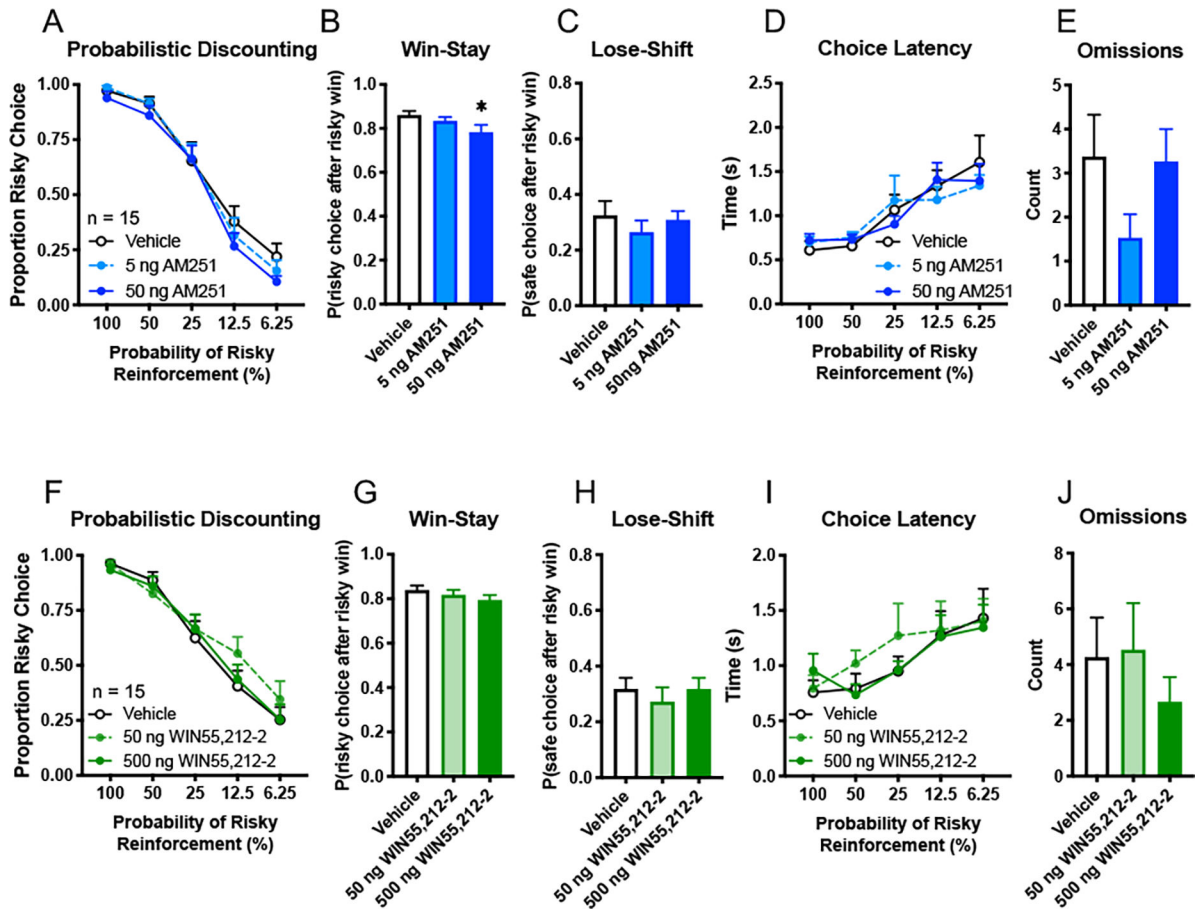 A
Probabilistic Discounting
Proportion Risky Choice
1.00
0.75
0.50
0.25
0.00
n = 15
Vehicle
5 ng AM251
50 ng AM251
100
50
25
12.5
6.25
Probability of Risky
Reinforcement (%)
B
Win-Stay
P(risky choice after risky win)
1.0
0.8
0.6
0.4
0.2
0.0
*
Vehicle
5 ng AM251
50 ng AM251
C
Lose-Shift
P(safe choice after risky win)
0.8
0.6
0.4
0.2
0.0
Vehicle
5 ng AM251
50ng AM251
D
Choice Latency
Time (s)
2.5
2.0
1.5
1.0
0.5
0.0
Vehicle
5 ng AM251
50 ng AM251
100
50
25
12.5
6.25
Probability of Risky
Reinforcement (%)
E
Omissions
Count
5
4
3
2
1
0
Vehicle
5 ng AM251
50 ng AM251
F
Probabilistic Discounting
Proportion Risky Choice
1.00
0.75
0.50
0.25
0.00
n = 15
Vehicle
50 ng WIN55,212-2
500 ng WIN55,212-2
100
50
25
12.5
6.25
Probability of Risky
Reinforcement (%)
G
Win-Stay
P(risky choice after risky win)
1.0
0.8
0.6
0.4
0.2
0.0
Vehicle
50 ng WIN55,212-2
500 ng WIN55,212-2
H
Lose-Shift
P(safe choice after risky win)
0.8
0.6
0.4
0.2
0.0
Vehicle
50 ng WIN55,212-2
500 ng WIN55,212-2
I
Choice Latency
Time (s)
2.0
1.5
1.0
0.5
0.0
Vehicle
50 ng WIN55,212-2
500 ng WIN55,212-2
100
50
25
12.5
6.25
Probability of Risky
Reinforcement (%)
J
Omissions
Count
8
6
4
2
0
Vehicle
50 ng WIN55,212-2
500 ng WIN55,212-2